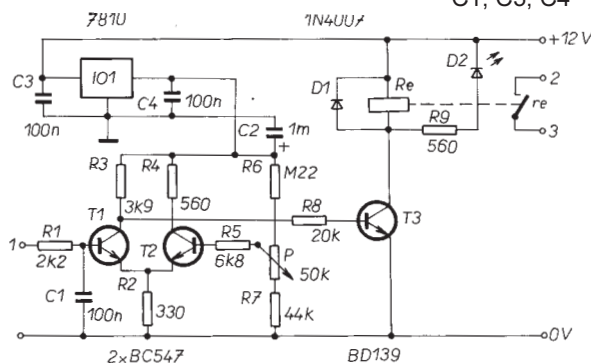 C1, C3, C4
7810
1N4007
+12 V
C3
IO1
C4
100n
100n
C2
1m
+
D1
Re
D2
2
re
3
R9
560
R3
3k9
R4
560
R6
M22
R8
20k
T3
T1
T2
1
R1
2k2
R5
6k8
P
50k
R2
330
R7
44k
C1
100n
0V
2xBC547
BD139